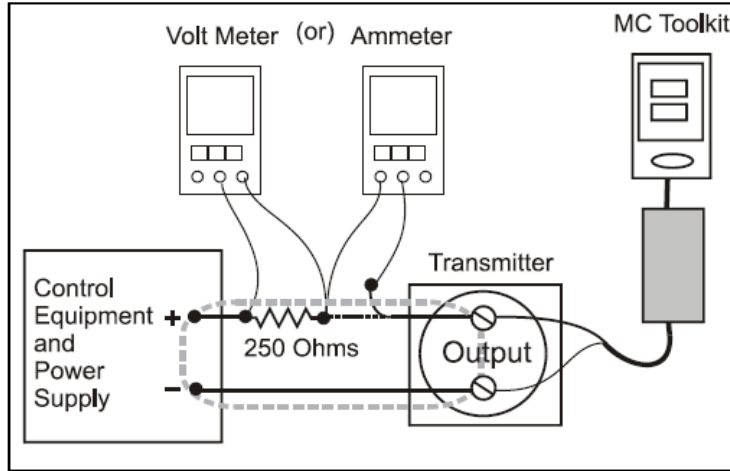 Volt Meter (or) Ammeter
MC Toolkit
Transmitter
Control
Equipment
and
Power
Supply
+
-
250 Ohms
Output